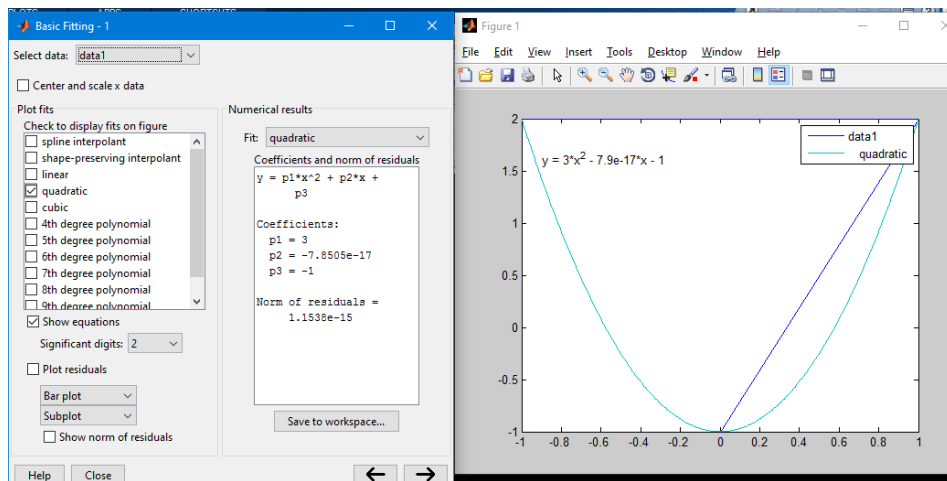 PLOTS APPS SHORTCUTS
Basic Fitting - 1
Select data: data1
Center and scale x data
Plot fits
Check to display fits on figure
spline interpolant
shape-preserving interpolant
linear
quadratic
cubic
4th degree polynomial
5th degree polynomial
6th degree polynomial
7th degree polynomial
8th degree polynomial
9th degree polynomial
Show equations
Significant digits: 2
Plot residuals
Bar plot
Subplot
Show norm of residuals
Help Close
Numerical results
Fit: quadratic
Coefficients and norm of residuals
y = p1*x^2 + p2*x +
p3
Coefficients:
p1 = 3
p2 = -7.8505e-17
p3 = -1
Norm of residuals =
1.1538e-15
Save to workspace...
Figure 1
File Edit View Insert Tools Desktop Window Help
data1
quadratic
y = 3*x² - 7.9e-17*x - 1
2
1.5
1
0.5
0
-0.5
-1
-1 -0.8 -0.6 -0.4 -0.2 0 0.2 0.4 0.6 0.8 1